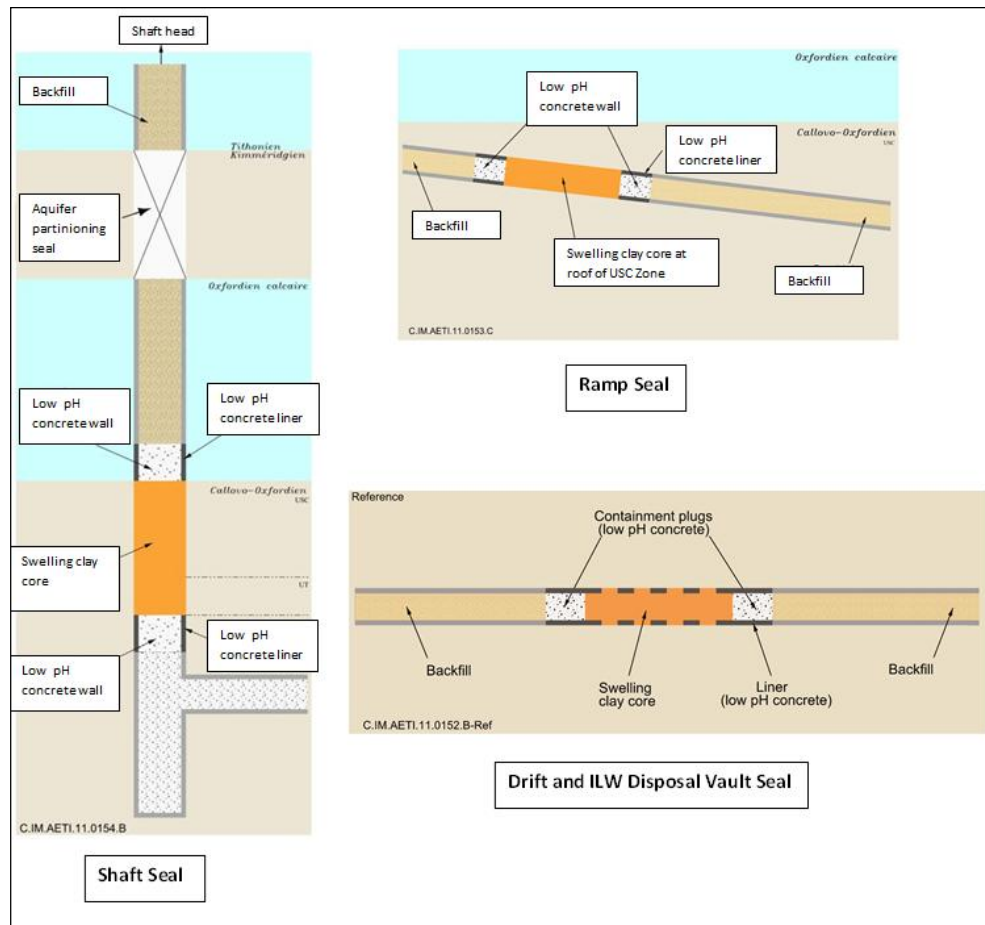 Shaft head
Backfill
Tithonien
Kimméridgien
Aquifer
partinioning
seal
Oxfordien calcaire
Low pH
concrete wall
Low pH
concrete liner
Callovo-Oxfordien
USC
Swelling clay
core
UT
Low pH
concrete wall
Low pH
concrete liner
C.IM.AETI.11.0154.B
Shaft Seal
Oxfordien calcaire
Low pH
concrete wall
Low pH
concrete liner
Callovo-Oxfordien
USC
Backfill
Swelling clay core at
roof of USC Zone
Backfill
C.IM.AETI.11.0153.C
Ramp Seal
Reference
Containment plugs
(low pH concrete)
Backfill
Swelling
clay core
Liner
(low pH concrete)
Backfill
C.IM.AETI.11.0152.B-Ref
Drift and ILW Disposal Vault Seal